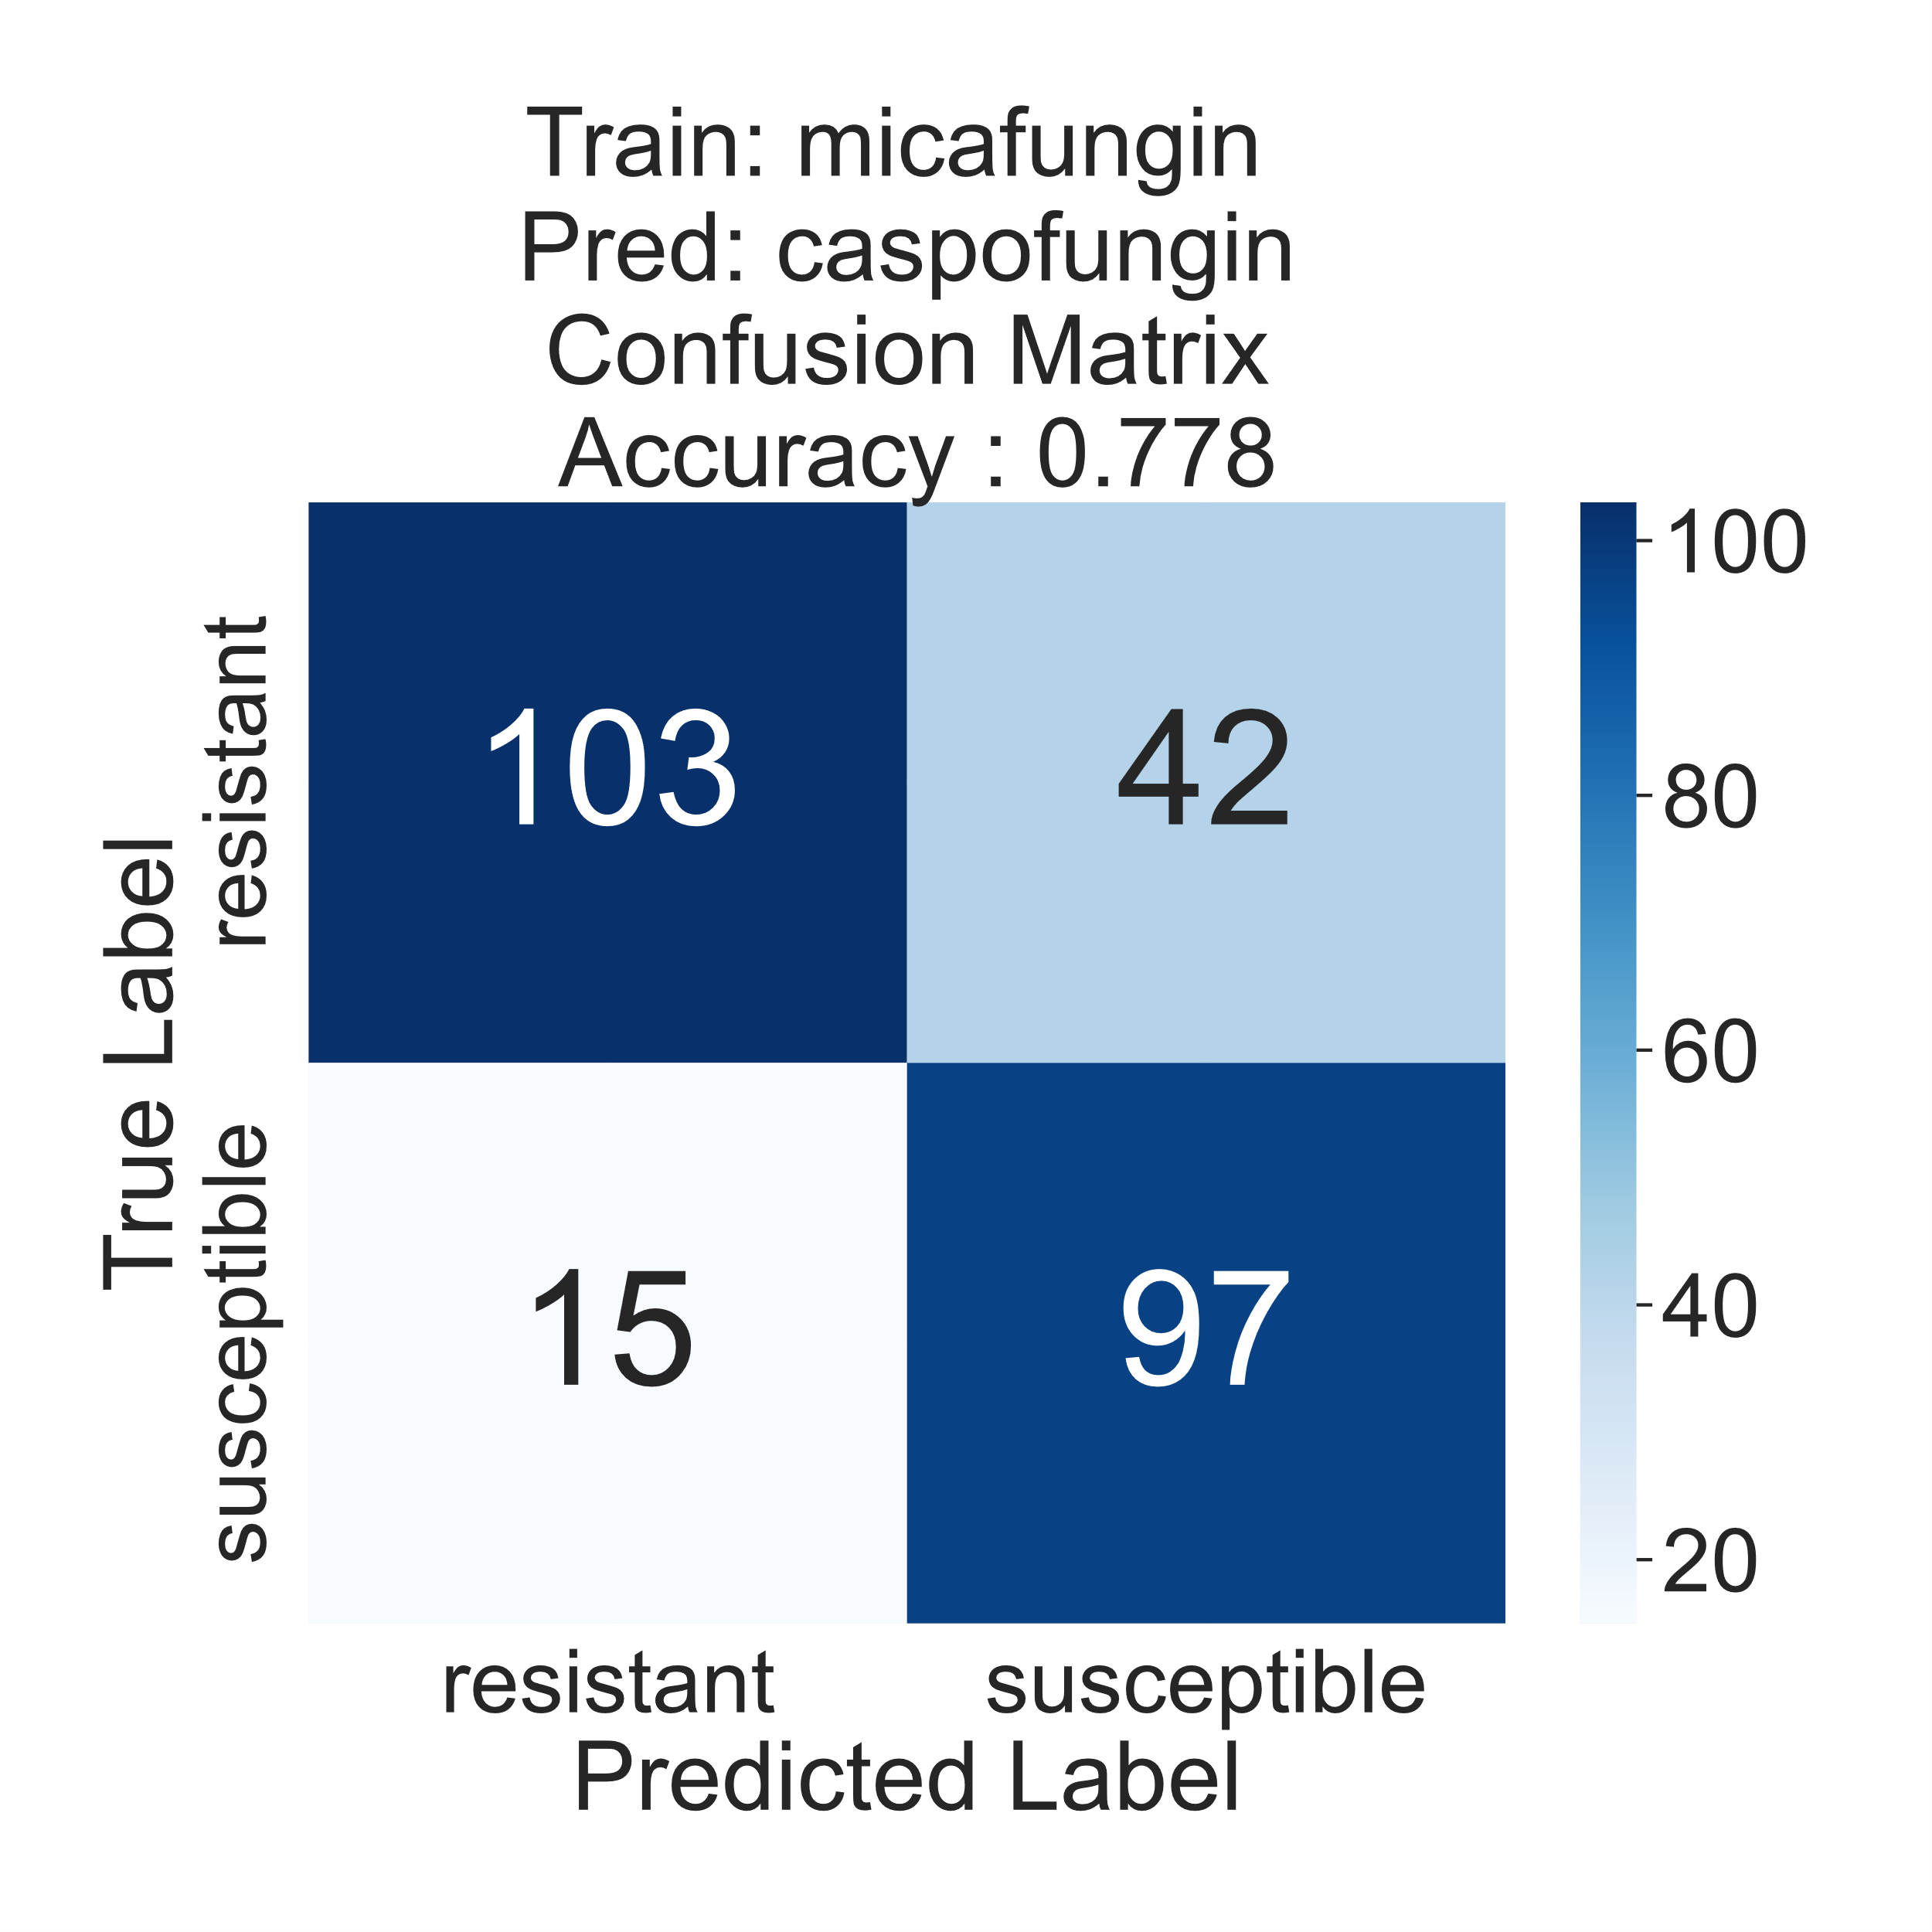 Train: micafungin
Pred: caspofungin
Confusion Matrix
Accuracy : 0.778
True Label
resistant
susceptible
103
42
15
97
100
80
60
40
20
resistant
susceptible
Predicted Label